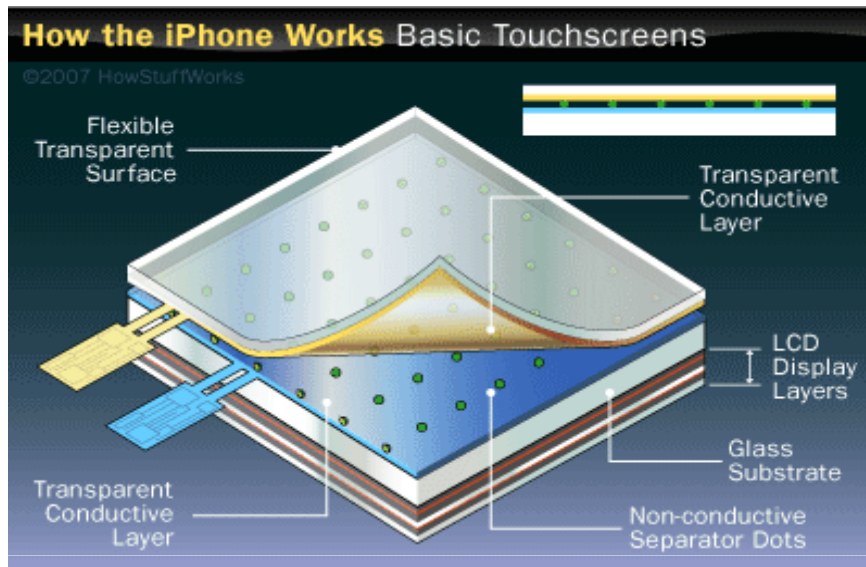 How the iPhone Works Basic Touchscreens
©2007 HowStuffWorks
Flexible
Transparent
Surface
Transparent
Conductive
Layer
LCD
Display
Layers
Glass
Substrate
Transparent
Conductive
Layer
Non-conductive
Separator Dots